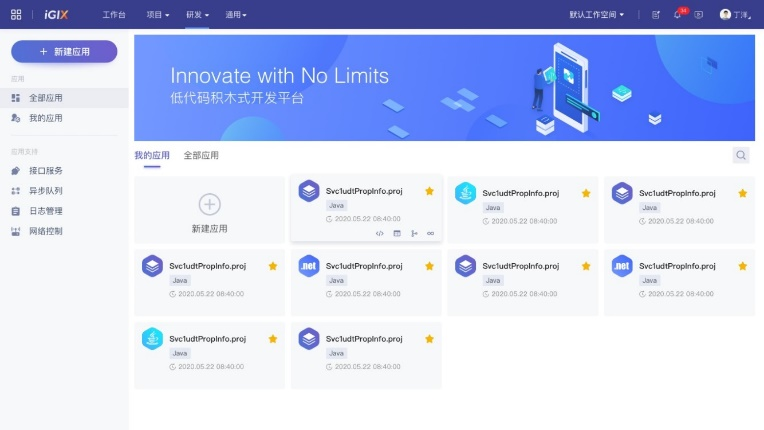 iGIX 工作台 项目 研发 通用 默认工作空间 34
新建应用
应用
全部应用
我的应用
应用支持
接口服务
异步队列
日志管理
网络控制
Innovate with No Limits
低代码积木式开发平台
我的应用 全部应用
新建应用
Svc1udtPropInfo.proj
Java
2020.05.22 08:40:00
Svc1udtPropInfo.proj
Java
2020.05.22 08:40:00
Svc1udtPropInfo.proj
Java
2020.05.22 08:40:00
Svc1udtPropInfo.proj
Java
2020.05.22 08:40:00
.net
Svc1udtPropInfo.proj
Java
2020.05.22 08:40:00
Svc1udtPropInfo.proj
Java
2020.05.22 08:40:00
.net
Svc1udtPropInfo.proj
Java
2020.05.22 08:40:00
Svc1udtPropInfo.proj
Java
2020.05.22 08:40:00
Svc1udtPropInfo.proj
Java
2020.05.22 08:40:00